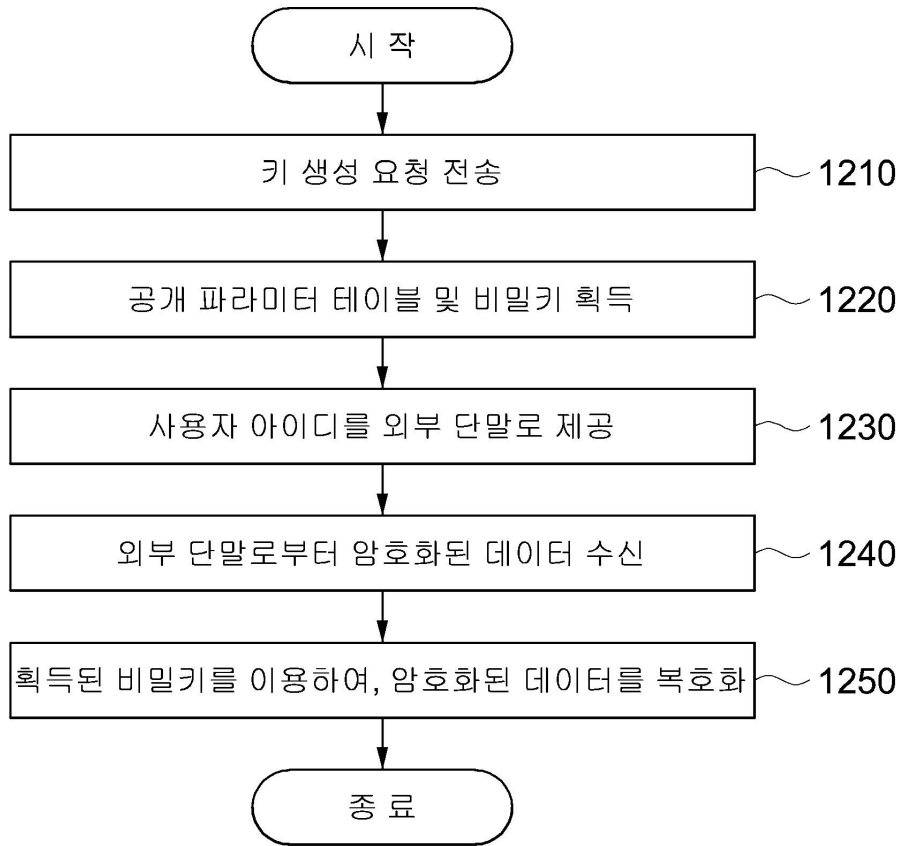 시 작
키 생성 요청 전송
1210
공개 파라미터 테이블 및 비밀키 획득
1220
사용자 아이디를 외부 단말로 제공
1230
외부 단말로부터 암호화된 데이터 수신
1240
획득된 비밀키를 이용하여, 암호화된 데이터를 복호화
1250
종 료